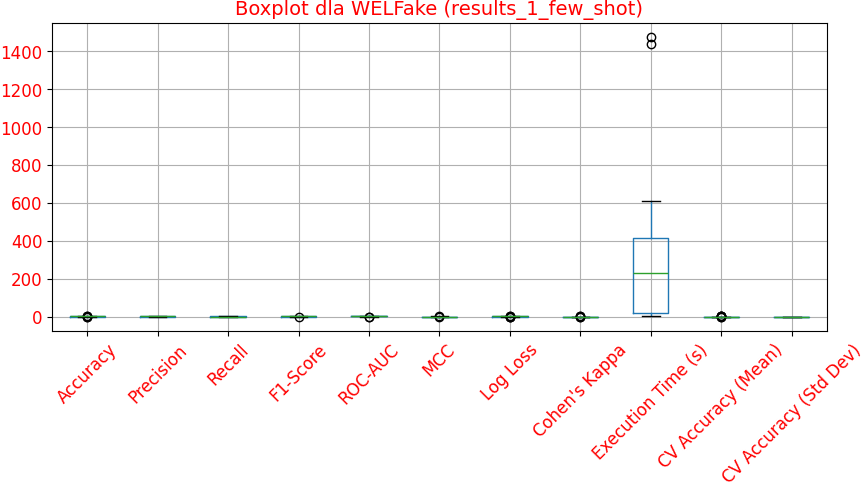 Boxplot dla WELFake (results_1_few_shot)
1400
1200
1000
800
600
400
200
0
Accuracy
Precision
Recall
F1-Score
ROC-AUC
MCC
Log Loss
Cohen's Kappa
Execution Time (s)
CV Accuracy (Mean)
CV Accuracy (Std Dev)